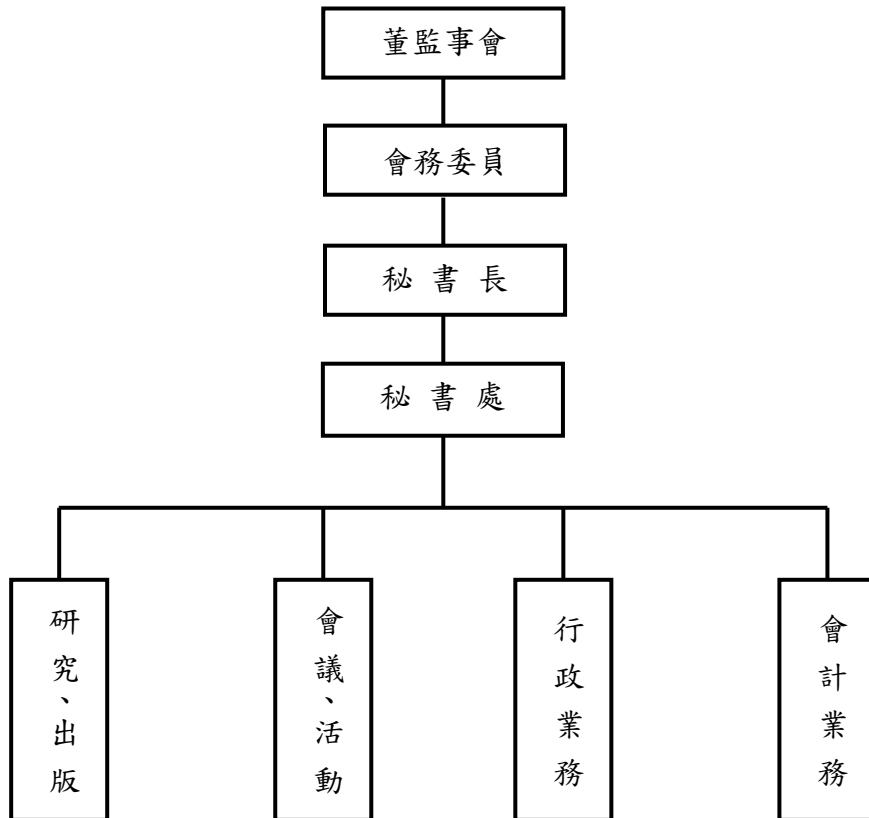 董監事會
會務委員
秘書長
秘書處
研究、出版
會議、活動
行政業務
會計業務